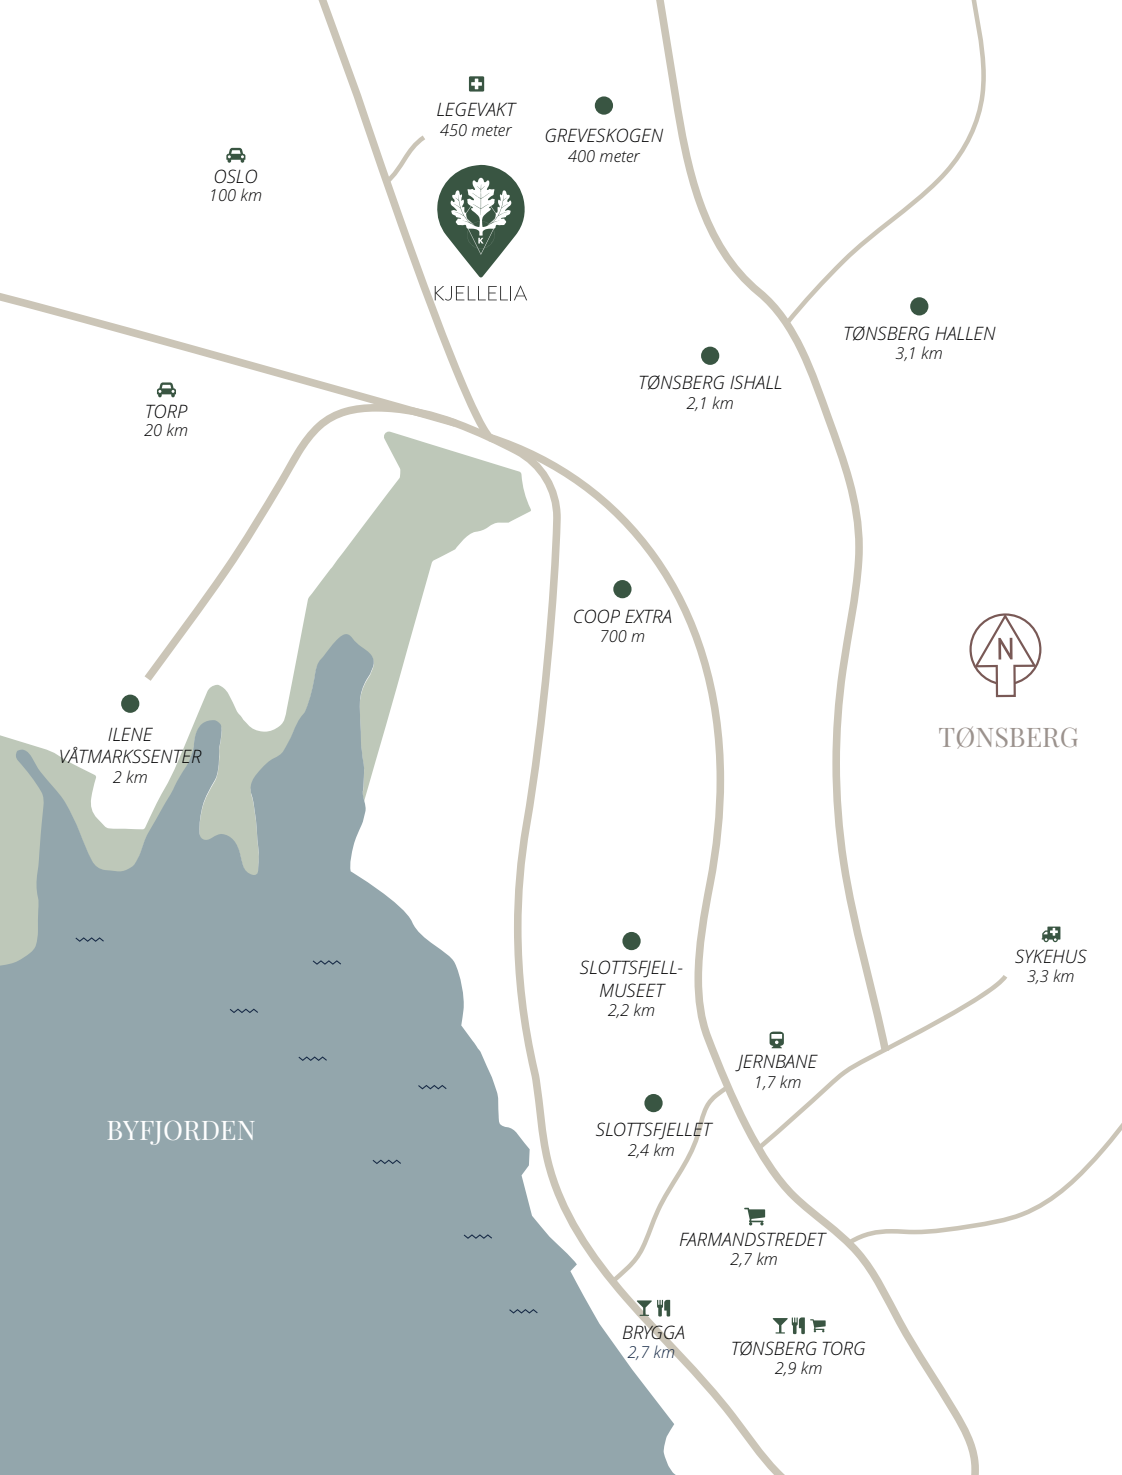 LEGEVAKT
450 meter
GREVESKOGEN
400 meter
OSLO
100 km
K
KJELLELIA
TØNSBERG HALLEN
3,1 km
TØNSBERG ISHALL
2,1 km
TORP
20 km
COOP EXTRA
700 m
N
TØNSBERG
ILENE
VÅTMARKSSENTER
2 km
SLOTTSFJELL-
MUSEET
2,2 km
SYKEHUS
3,3 km
JERNBANE
1,7 km
BYFJORDEN
SLOTTSFJELLET
2,4 km
FARMANDSTREDET
2,7 km
BRYGGA
2,7 km
TØNSBERG TORG
2,9 km